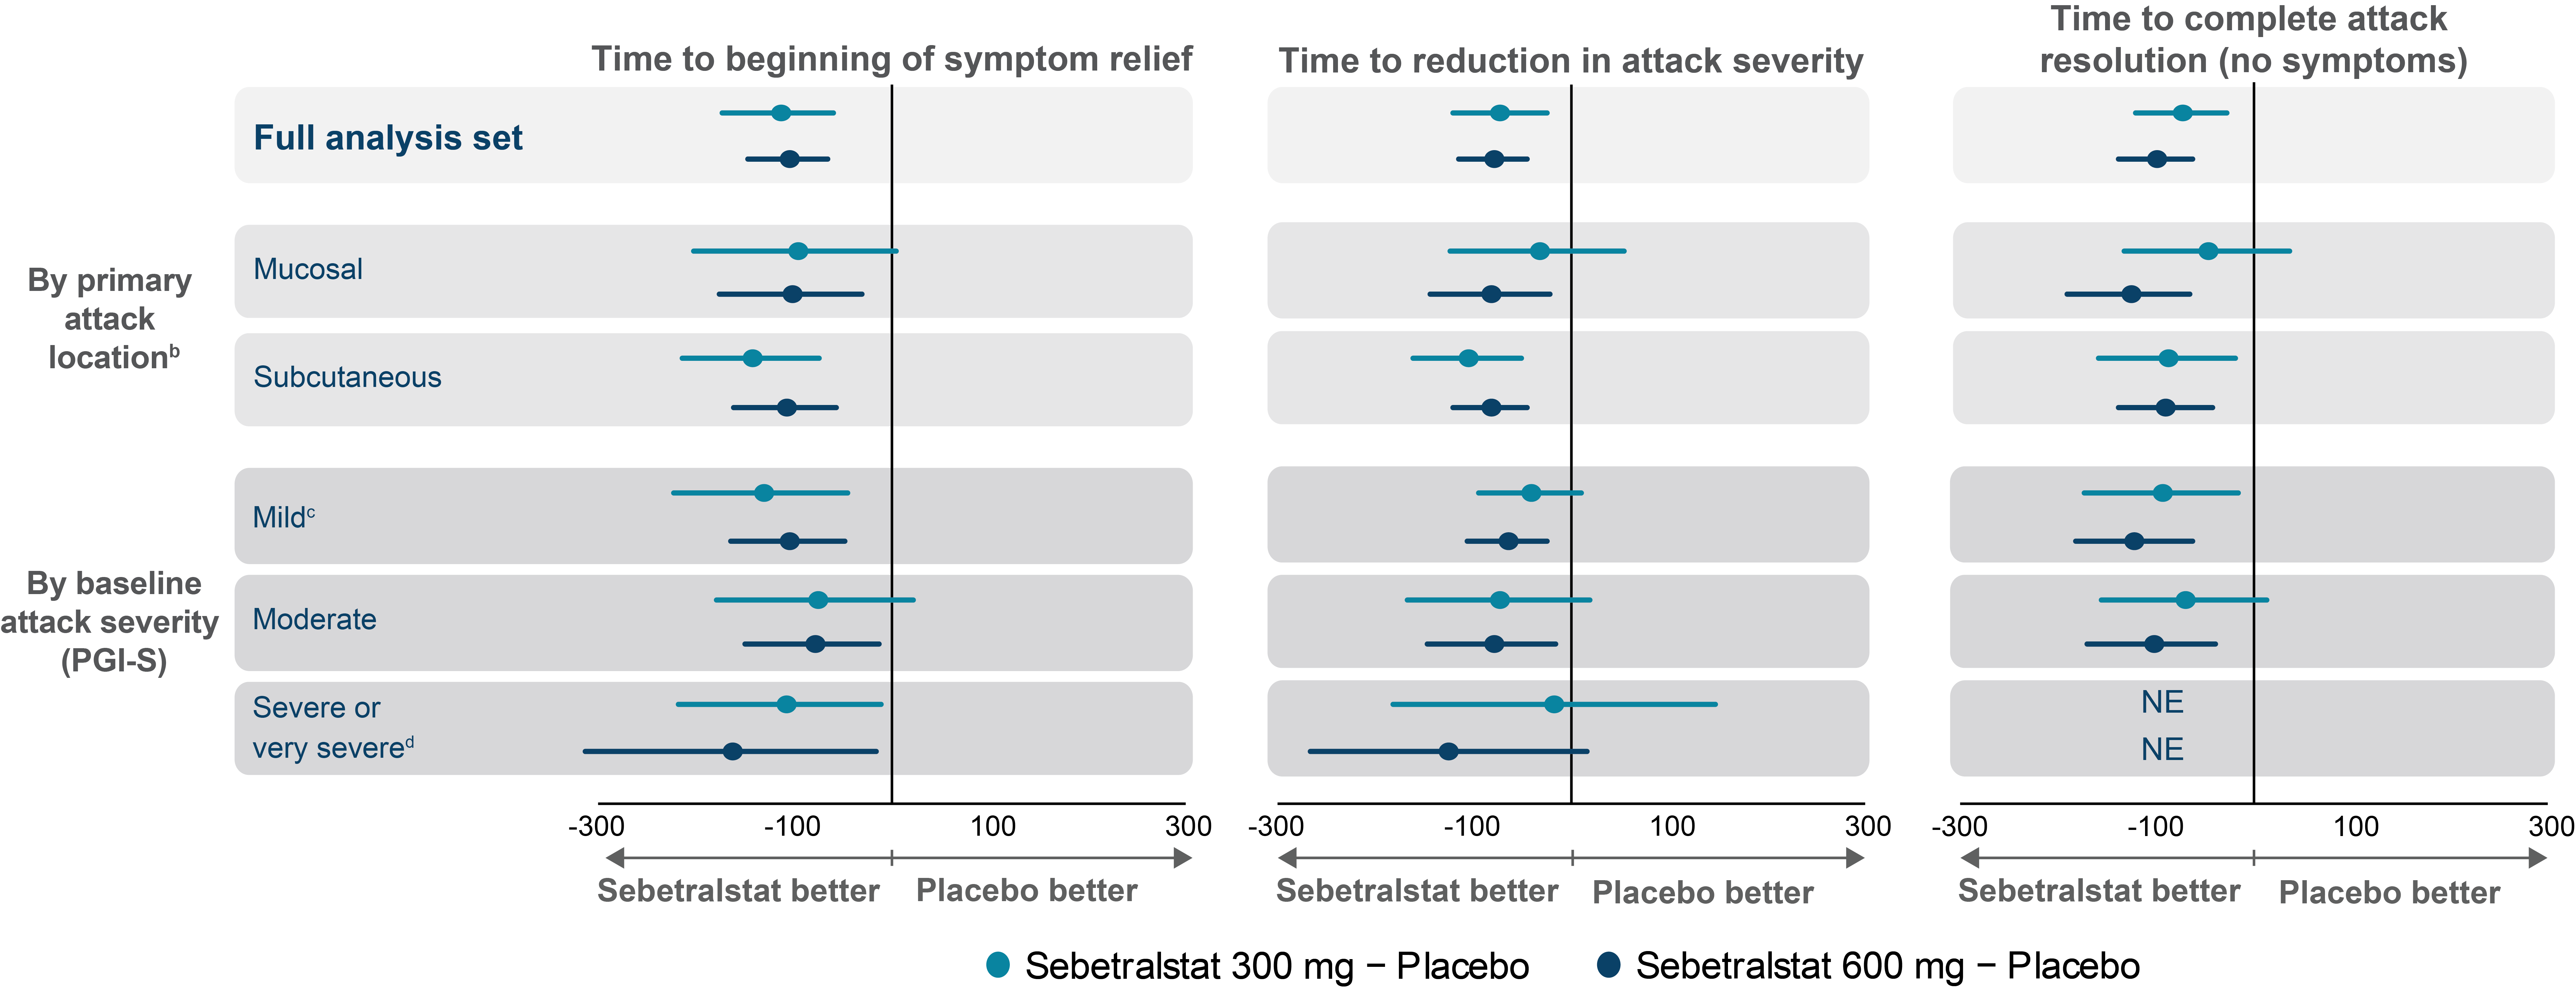 Time to beginning of symptom relief
Time to reduction in attack severity
Time to complete attack
resolution (no symptoms)
Full analysis set
By primary
attack
locationᵇ
Mucosal
Subcutaneous
By baseline
attack severity
(PGI-S)
Mildᶜ
Moderate
Severe or
very severeᵈ
NE
NE
-300 -100 100 300
-300 -100 100 300
-300 -100 100 300
Sebetralstat better Placebo better
Sebetralstat better Placebo better
Sebetralstat better Placebo better
Sebetralstat 300 mg − Placebo
Sebetralstat 600 mg − Placebo